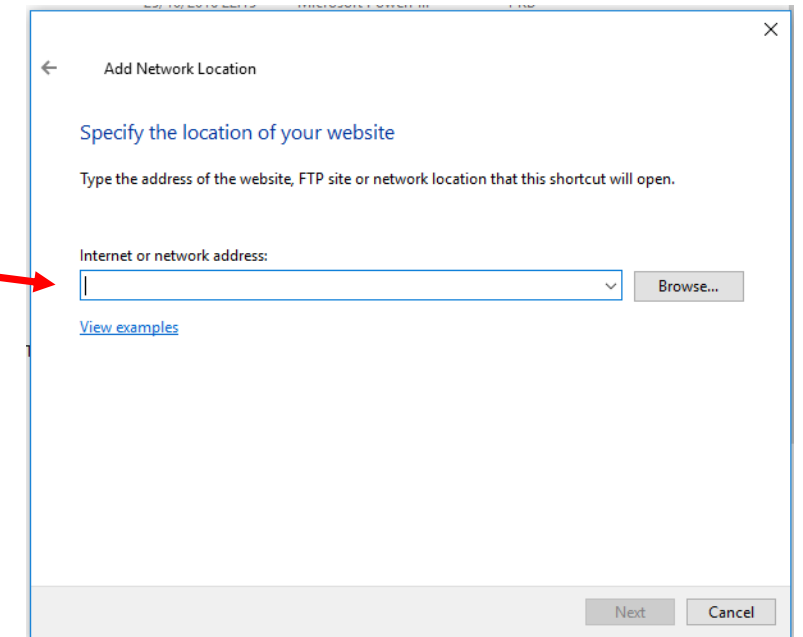 Add Network Location
Specify the location of your website
Type the address of the website, FTP site or network location that this shortcut will open.
Internet or network address:
Browse...
View examples
Next Cancel